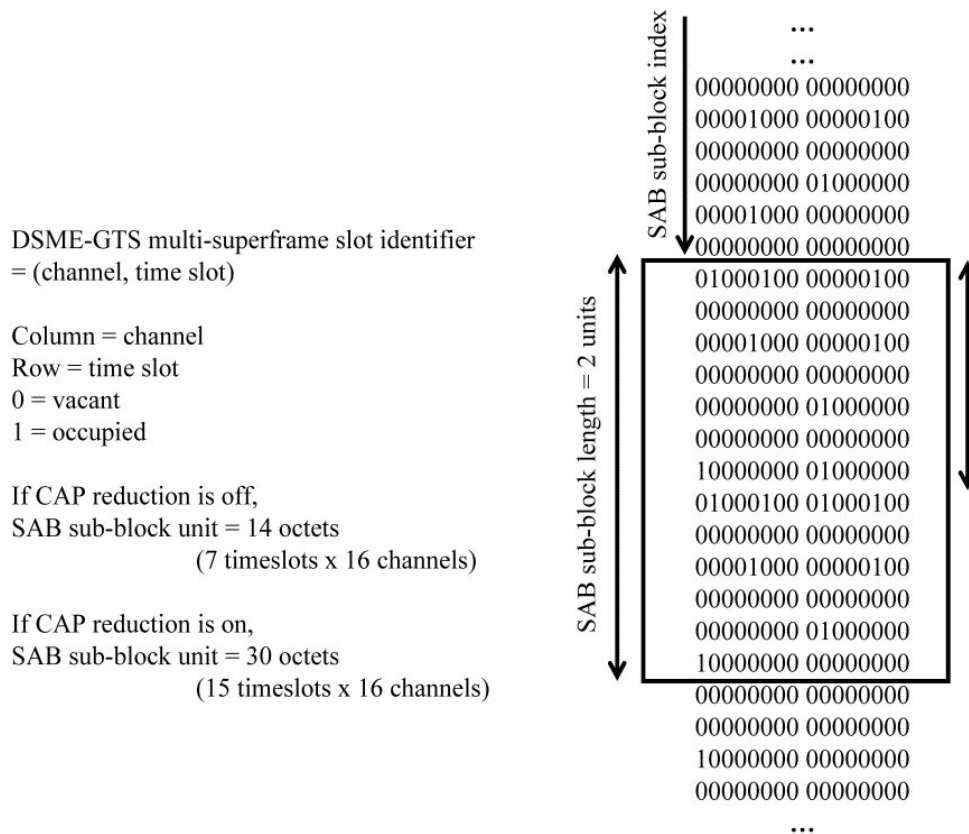 DSME-GTS multi-superframe slot identifier
= (channel, time slot)
Column = channel
Row = time slot
0 = vacant
1 = occupied
If CAP reduction is off,
SAB sub-block unit = 14 octets
(7 timeslots x 16 channels)
If CAP reduction is on,
SAB sub-block unit = 30 octets
(15 timeslots x 16 channels)
SAB sub-block index
SAB sub-block length = 2 units
...
...
00000000 00000000
00001000 00000100
00000000 00000000
00000000 01000000
00001000 00000000
00000000 00000000
01000100 00000100
00000000 00000000
00001000 00000100
00000000 00000000
00000000 01000000
00000000 00000000
10000000 01000000
01000100 01000100
00000000 00000000
00001000 00000100
00000000 00000000
00000000 01000000
10000000 00000000
00000000 00000000
00000000 00000000
10000000 00000000
00000000 00000000
...